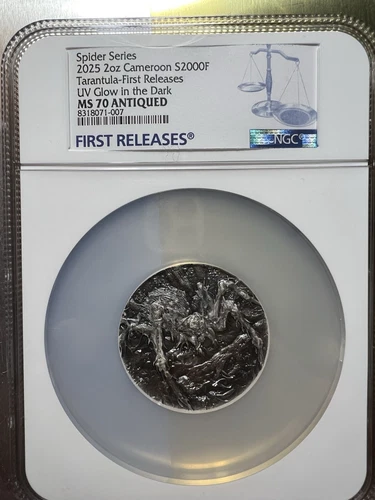 Spider Series
2025 2oz Cameroon S2000F
Tarantula-First Releases
UV Glow in the Dark
MS 70 ANTIQUED
8318071-007
FIRST RELEASES®
NGC